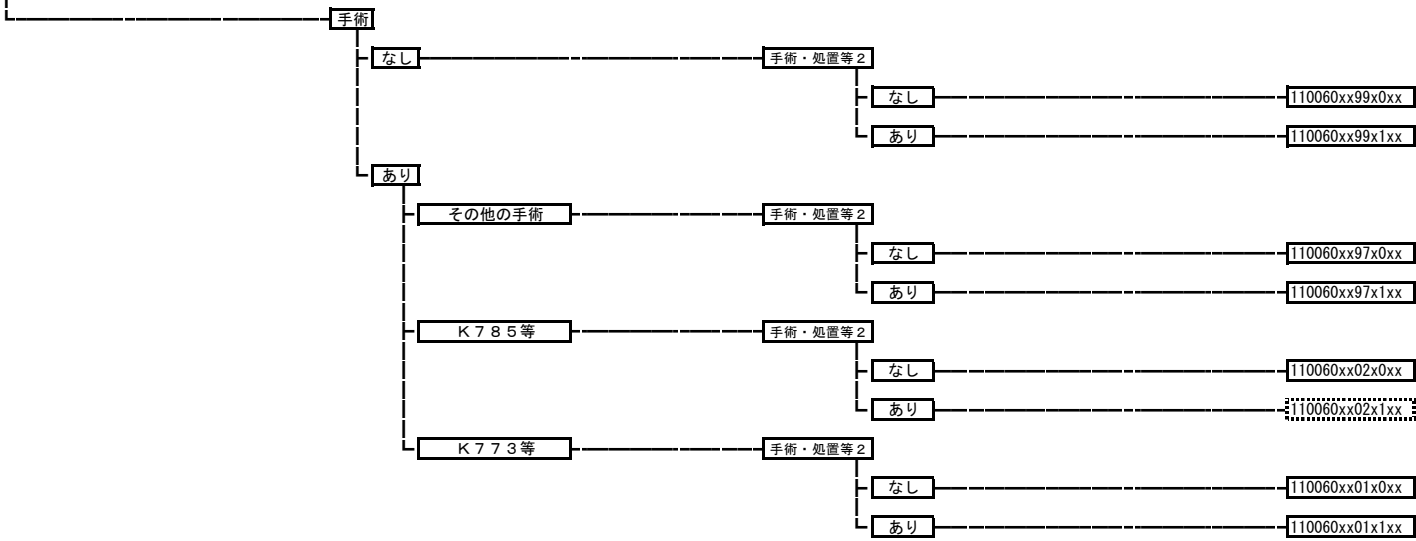 手術
なし 手術・処置等2
なし 110060xx99x0xx
あり 110060xx99x1xx
あり
その他の手術 手術・処置等2
なし 110060xx97x0xx
あり 110060xx97x1xx
K785等 手術・処置等2
なし 110060xx02x0xx
あり 110060xx02x1xx
K773等 手術・処置等2
なし 110060xx01x0xx
あり 110060xx01x1xx